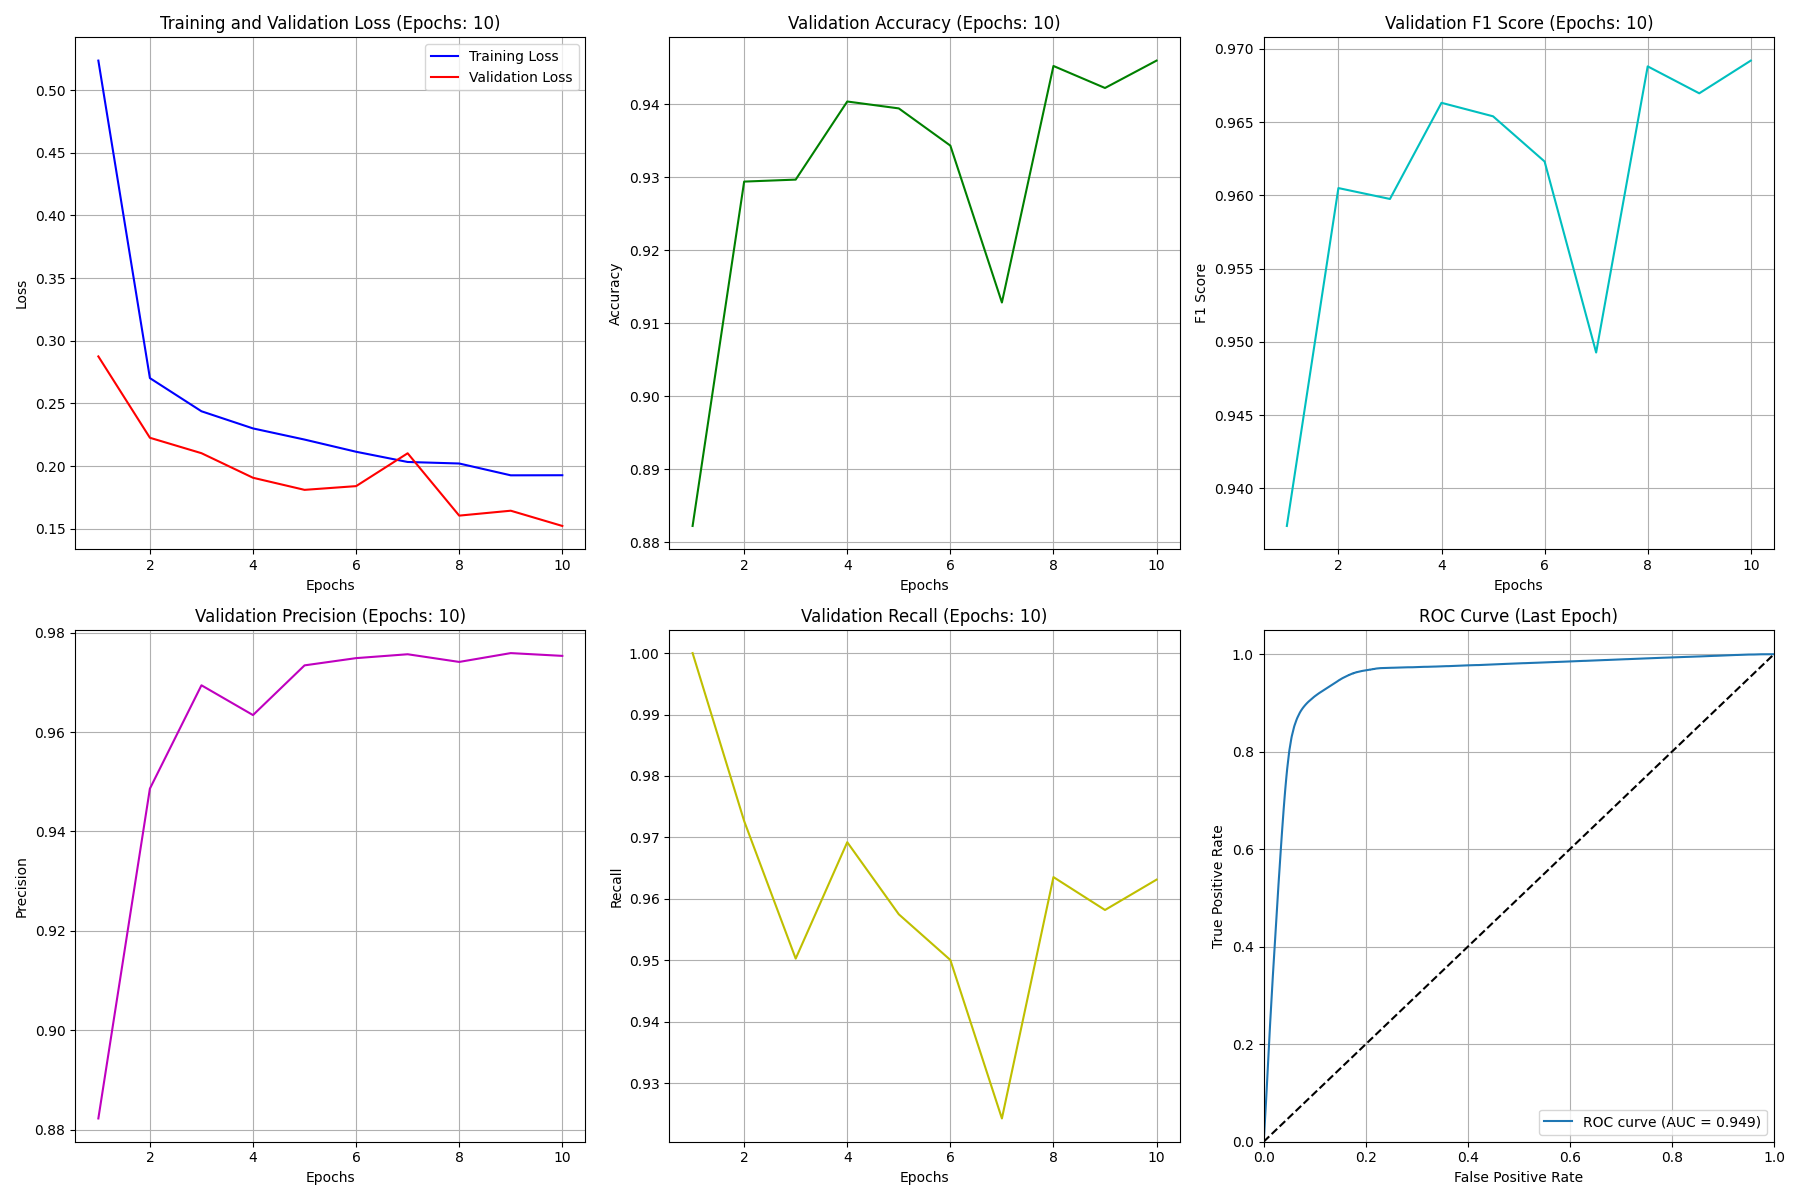 Training and Validation Loss (Epochs: 10)
Training Loss
Validation Loss
0.50
0.45
0.40
0.35
0.30
0.25
0.20
0.15
Loss
2 4 6 8 10
Epochs
Validation Accuracy (Epochs: 10)
0.94
0.93
0.92
0.91
0.90
0.89
0.88
Accuracy
2 4 6 8 10
Epochs
Validation F1 Score (Epochs: 10)
0.970
0.965
0.960
0.955
0.950
0.945
0.940
F1 Score
2 4 6 8 10
Epochs
Validation Precision (Epochs: 10)
0.98
0.96
0.94
0.92
0.90
0.88
Precision
2 4 6 8 10
Epochs
Validation Recall (Epochs: 10)
1.00
0.99
0.98
0.97
0.96
0.95
0.94
0.93
Recall
2 4 6 8 10
Epochs
ROC Curve (Last Epoch)
1.0
0.8
0.6
0.4
0.2
0.0
True Positive Rate
ROC curve (AUC = 0.949)
0.0 0.2 0.4 0.6 0.8 1.0
False Positive Rate